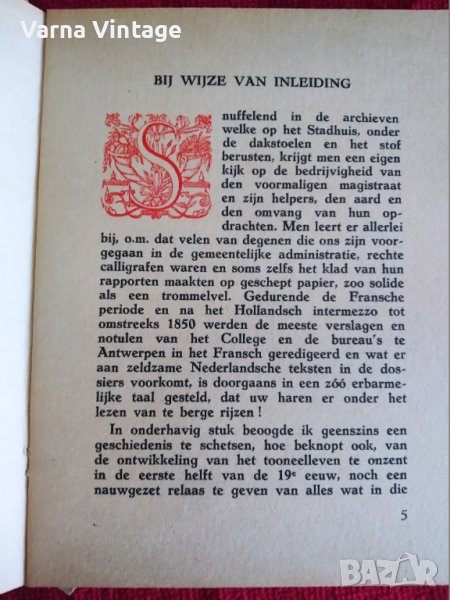 Varna Vintage
BIJ WIJZE VAN INLEIDING
Snuffelend in de archieven
welke op het Stadhuis, onder
de dakstoelen en het stof
berusten, krijgt men een eigen
kijk op de bedrijvigheid van
den voormaligen magistraat
en zijn helpers, den aard en
den omvang van hun op-
drachten. Men leert er allerlei
bij, o.m. dat velen van degenen die ons zijn voor-
gegaan in de gemeentelijke administratie, rechte
calligrafen waren en soms zelfs het klad van hun
rapporten maakten op geschept papier, zoo solide
als een trommelvel. Gedurende de Fransche
periode en na het Hollandsch intermezzo tot
omstreeks 1850 werden de meeste verslagen en
notulen van het College en de bureau's te
Antwerpen in het Fransch geredigeerd en wat er
aan zeldzame Nederlandsche teksten in de dos-
siers voorkomt, is doorgaans in een zóó erbarme-
lijke taal gesteld, dat uw haren er onder het
lezen van te berge rijzen !
In onderhavig stuk beoogde ik geenszins een
geschiedenis te schetsen, hoe beknopt ook, van
de ontwikkeling van het tooneelleven te onzent
in de eerste helft van de 19e eeuw, noch een
nauwgezet relaas te geven van alles wat in die
5
BAZAR